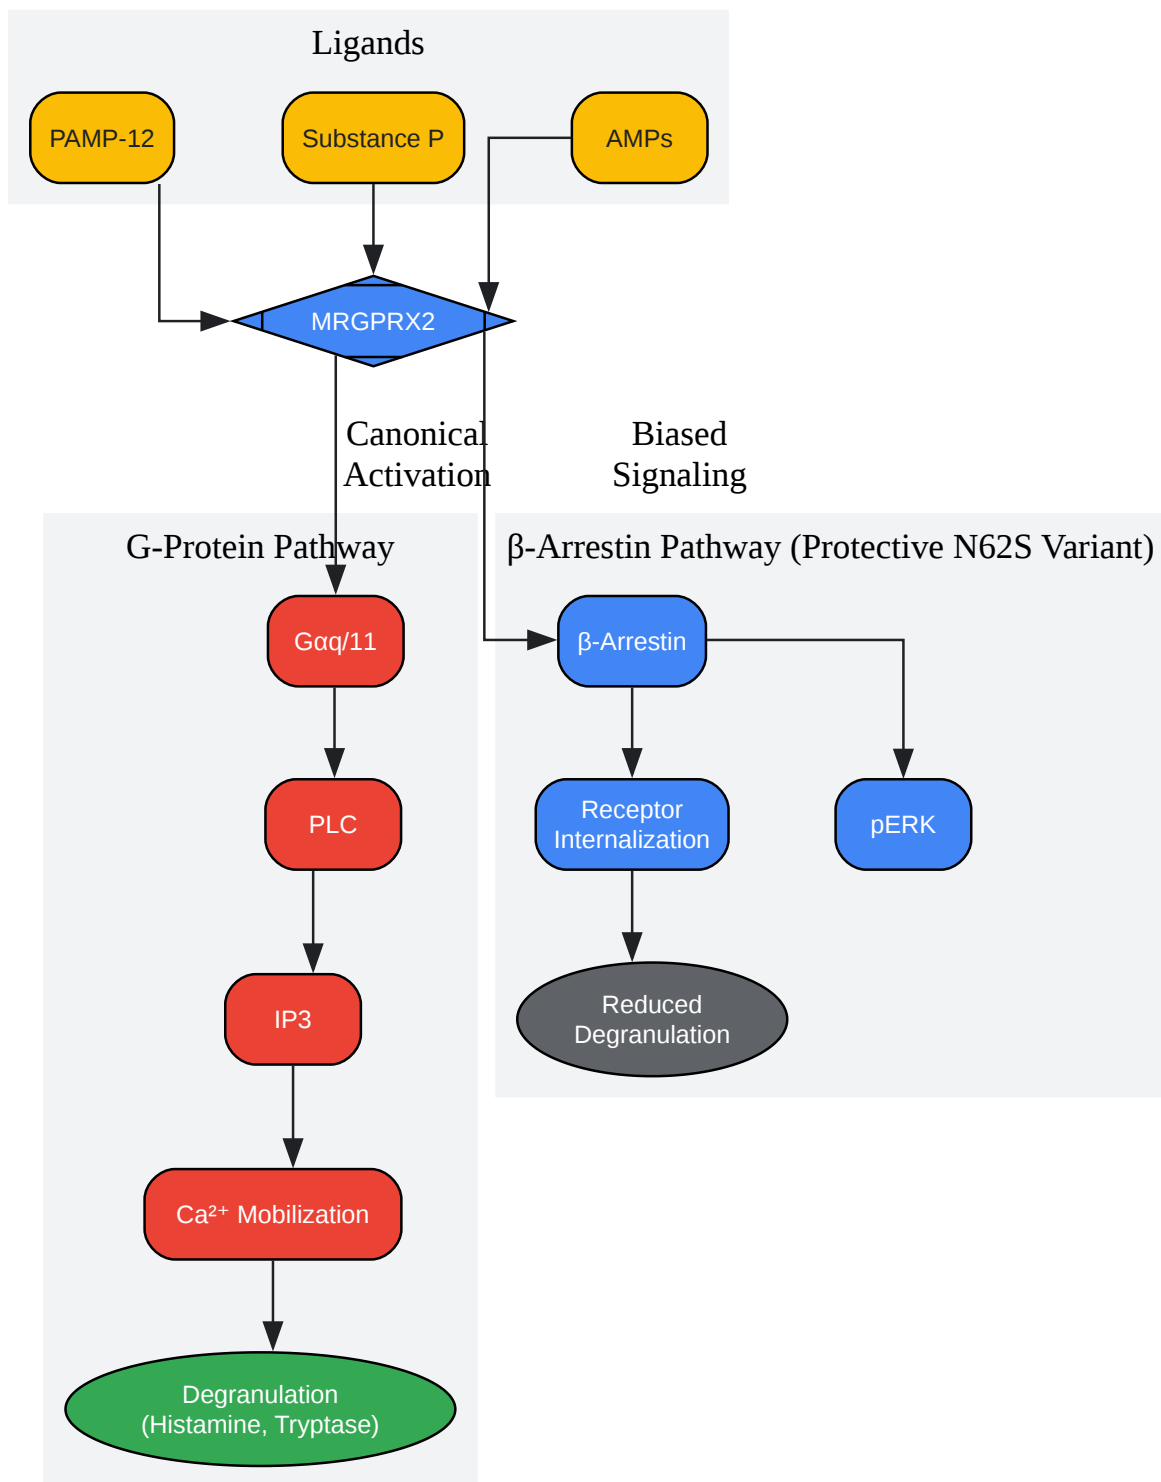 Ligands
PAMP-12
Substance P
AMPs
MRGPRX2
Canonical
Activation
Biased
Signaling
G-Protein Pathway
β-Arrestin Pathway (Protective N62S Variant)
Gαq/11
β-Arrestin
PLC
Receptor
Internalization
pERK
IP3
Reduced
Degranulation
Ca²⁺ Mobilization
Degranulation
(Histamine, Tryptase)